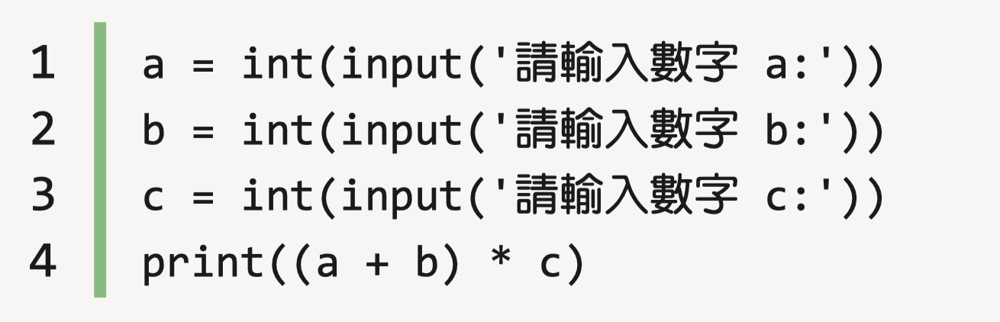 1 a = int(input('請輸入數字 a:'))
2 b = int(input('請輸入數字 b:'))
3 c = int(input('請輸入數字 c:'))
4 print((a + b) * c)